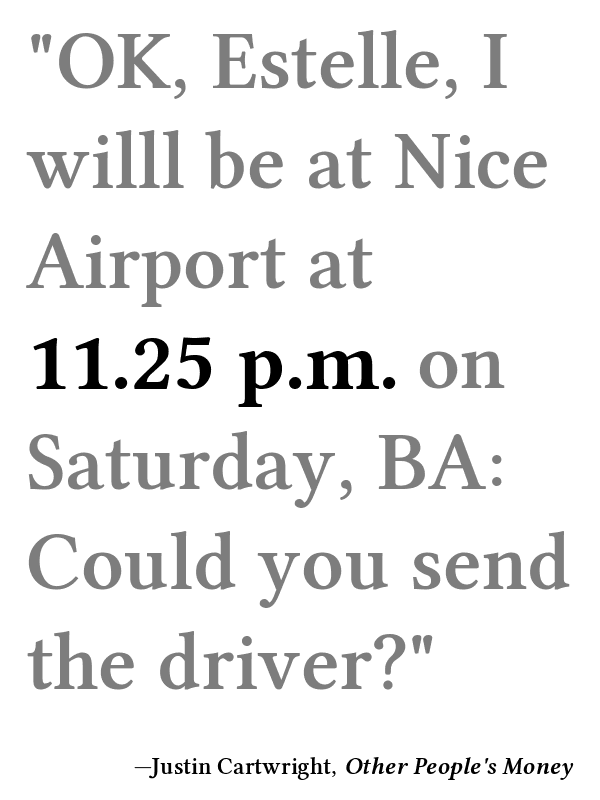 "OK, Estelle, I
willl be at Nice
Airport at
11.25 p.m. on
Saturday, BA:
Could you send
the driver?"
—Justin Cartwright, Other People's Money